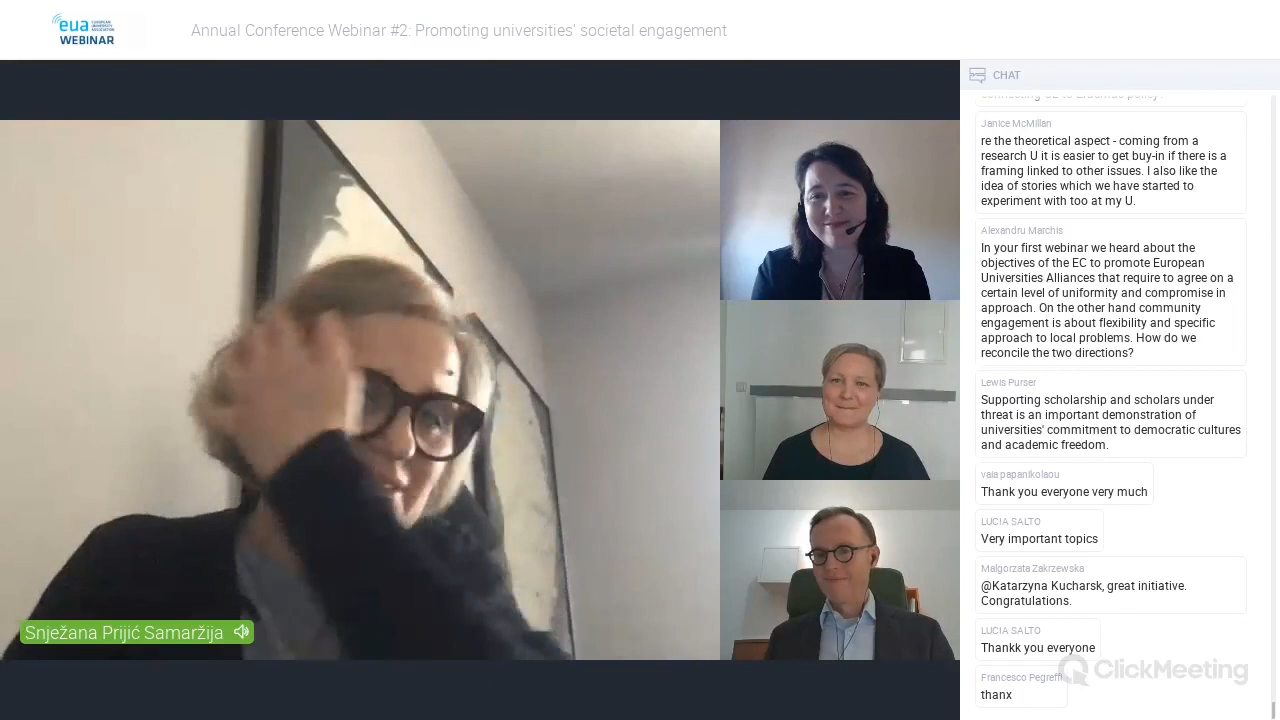 eua EUROPEAN UNIVERSITY ASSOCIATION
WEBINAR
Annual Conference Webinar #2: Promoting universities' societal engagement
CHAT
Janice McMillan
re the theoretical aspect - coming from a
research U it is easier to get buy-in if there is a
framing linked to other issues. I also like the
idea of stories which we have started to
experiment with too at my U.
Alexandru Marchis
In your first webinar we heard about the
objectives of the EC to promote European
Universities Alliances that require to agree on a
certain level of uniformity and compromise in
approach. On the other hand community
engagement is about flexibility and specific
approach to local problems. How do we
reconcile the two directions?
Lewis Purser
Supporting scholarship and scholars under
threat is an important demonstration of
universities' commitment to democratic cultures
and academic freedom.
vaia papanikolaou
Thank you everyone very much
LUCIA SALTO
Very important topics
Malgorzata Zakrzewska
@Katarzyna Kucharsk, great initiative.
Congratulations.
LUCIA SALTO
Thankk you everyone
Francesco Pegreffi
thanx
ClickMeeting
Snježana Prijić Samaržija